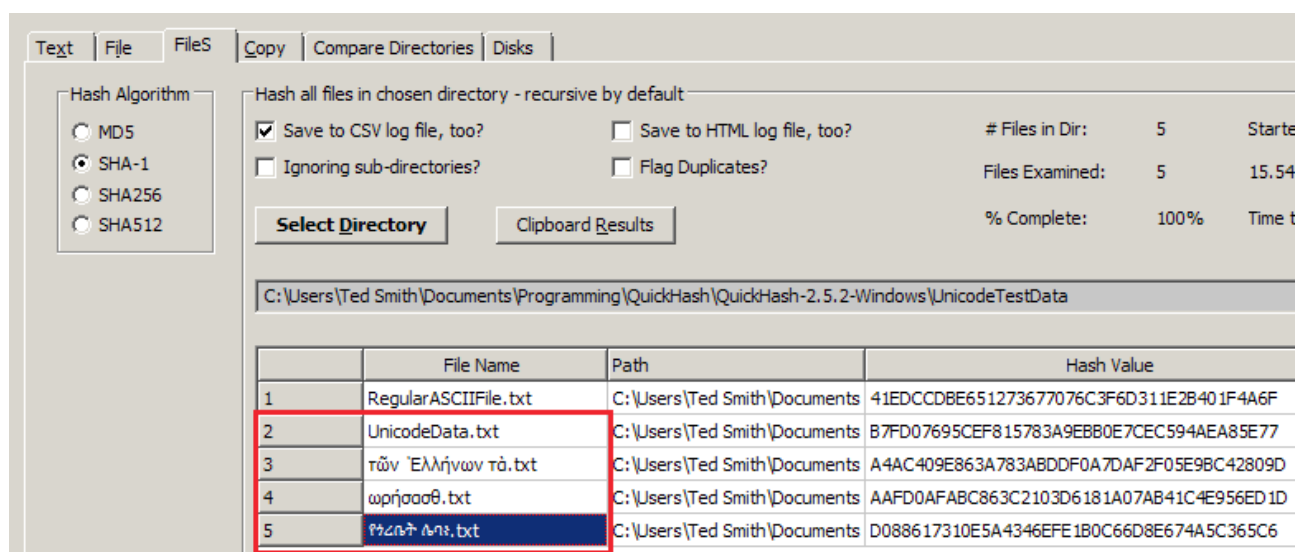 Text File FileS Copy Compare Directories Disks
Hash Algorithm
MD5
SHA-1
SHA256
SHA512
Hash all files in chosen directory - recursive by default
Save to CSV log file, too? Save to HTML log file, too? # Files in Dir: 5 Starte
Ignoring sub-directories? Flag Duplicates? Files Examined: 5 15.54
Select Directory Clipboard Results % Complete: 100% Time t
C:\Users\Ted Smith\Documents\Programming\QuickHash\QuickHash-2.5.2-Windows\UnicodeTestData
File Name Path Hash Value
1 RegularASCIIFile.txt C:\Users\Ted Smith\Documents 41EDCCDBE651273677076C3F6D311E2B401F4A6F
2 UnicodeData.txt C:\Users\Ted Smith\Documents B7FD07695CEF815783A9EBB0E7CEC594AEA85E77
3 τῶν Ἑλλήνων τὰ.txt C:\Users\Ted Smith\Documents A4AC409E863A783ABDDF0A7DAF2F05E9BC42809D
4 ωρήσασθ.txt C:\Users\Ted Smith\Documents AAFD0AFABC863C2103D6181A07AB41C4E956ED1D
5 .txt C:\Users\Ted Smith\Documents D088617310E5A4346EFE1B0C66D8E674A5C365C6